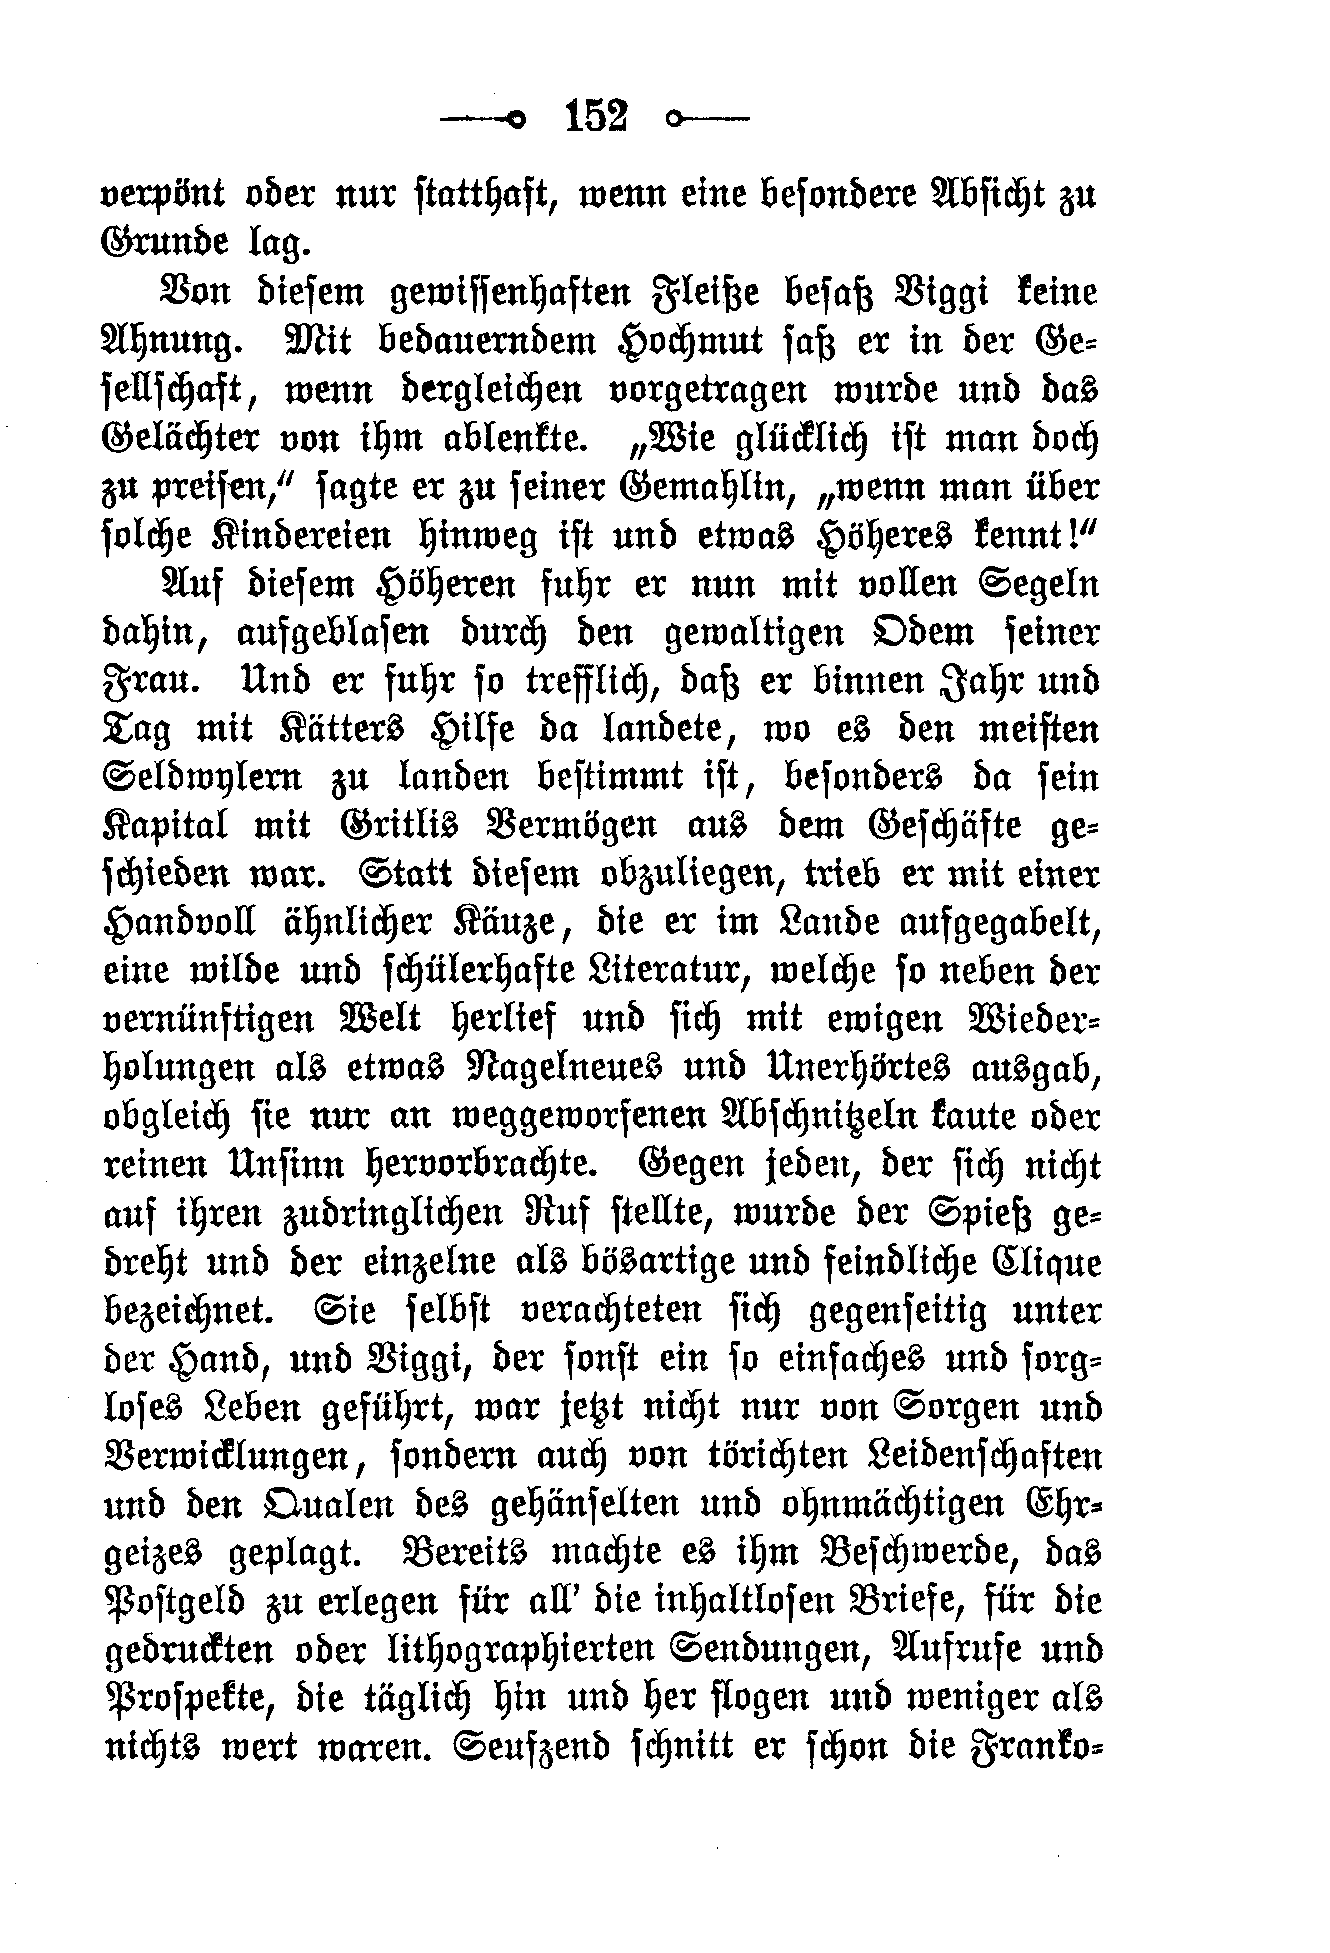 152
verpönt oder nur statthaft, wenn eine besondere Absicht zu
Grunde lag.
Von diesem gewissenhaften Fleiße besaß Viggi keine
Ahnung. Mit bedauerndem Hochmut saß er in der Ge-
sellschaft, wenn dergleichen vorgetragen wurde und das
Gelächter von ihm ablenkte. „Wie glücklich ist man doch
zu preisen,“ sagte er zu seiner Gemahlin, „wenn man über
solche Kindereien hinweg ist und etwas Höheres kennt!“
Auf diesem Höheren fuhr er nun mit vollen Segeln
dahin, aufgeblasen durch den gewaltigen Odem seiner
Frau. Und er fuhr so trefflich, daß er binnen Jahr und
Tag mit Kätters Hilfe da landete, wo es den meisten
Seldwylern zu landen bestimmt ist, besonders da sein
Kapital mit Gritlis Vermögen aus dem Geschäfte ge-
schieden war. Statt diesem obzuliegen, trieb er mit einer
Handvoll ähnlicher Käuze, die er im Lande aufgegabelt,
eine wilde und schülerhafte Literatur, welche so neben der
vernünftigen Welt herlief und sich mit ewigen Wieder-
holungen als etwas Nagelneues und Unerhörtes ausgab,
obgleich sie nur an weggeworfenen Abschnitzeln kaute oder
reinen Unsinn hervorbrachte. Gegen jeden, der sich nicht
auf ihren zudringlichen Ruf stellte, wurde der Spieß ge-
dreht und der einzelne als bösartige und feindliche Clique
bezeichnet. Sie selbst verachteten sich gegenseitig unter
der Hand, und Viggi, der sonst ein so einfaches und sorg-
loses Leben geführt, war jetzt nicht nur von Sorgen und
Verwicklungen, sondern auch von törichten Leidenschaften
und den Qualen des gehänselten und ohnmächtigen Ehr-
geizes geplagt. Bereits machte es ihm Beschwerde, das
Postgeld zu erlegen für all’ die inhaltlosen Briefe, für die
gedruckten oder lithographierten Sendungen, Aufrufe und
Prospekte, die täglich hin und her flogen und weniger als
nichts wert waren. Seufzend schnitt er schon die Franko-